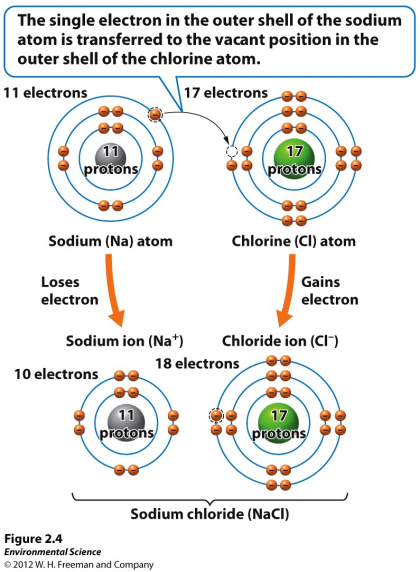 The single electron in the outer shell of the sodium
atom is transferred to the vacant position in the
outer shell of the chlorine atom.
11 electrons
17 electrons
11
protons
17
protons
Sodium (Na) atom
Chlorine (Cl) atom
Loses
electron
Gains
electron
Sodium ion (Na⁺)
Chloride ion (Cl⁻)
10 electrons
18 electrons
11
protons
17
protons
Sodium chloride (NaCl)
Figure 2.4
Environmental Science
© 2012 W. H. Freeman and Company